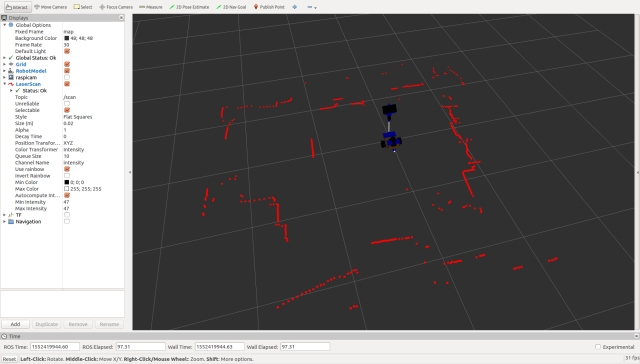 Interact Move Camera Select Focus Camera Measure 2D Pose Estimate 2D Nav Goal Publish Point
Displays
Global Options
Fixed Frame map
Background Color 48; 48; 48
Frame Rate 30
Default Light
Global Status: Ok
Grid
RobotModel
raspicam
LaserScan
Status: Ok
Topic /scan
Unreliable
Selectable
Style Flat Squares
Size (m) 0.02
Alpha 1
Decay Time 0
Position Transfor... XYZ
Color Transformer Intensity
Queue Size 10
Channel Name intensity
Use rainbow
Invert Rainbow
Min Color 0; 0; 0
Max Color 255; 255; 255
Autocompute Int...
Min Intensity 47
Max Intensity 47
TF
Navigation
Add Duplicate Remove Rename
Time
ROS Time: 1552419944.60 ROS Elapsed: 97.31 Wall Time: 1552419944.63 Wall Elapsed: 97.31 Experimental
Reset Left-Click: Rotate. Middle-Click: Move X/Y. Right-Click/Mouse Wheel: Zoom. Shift: More options. 31 fps